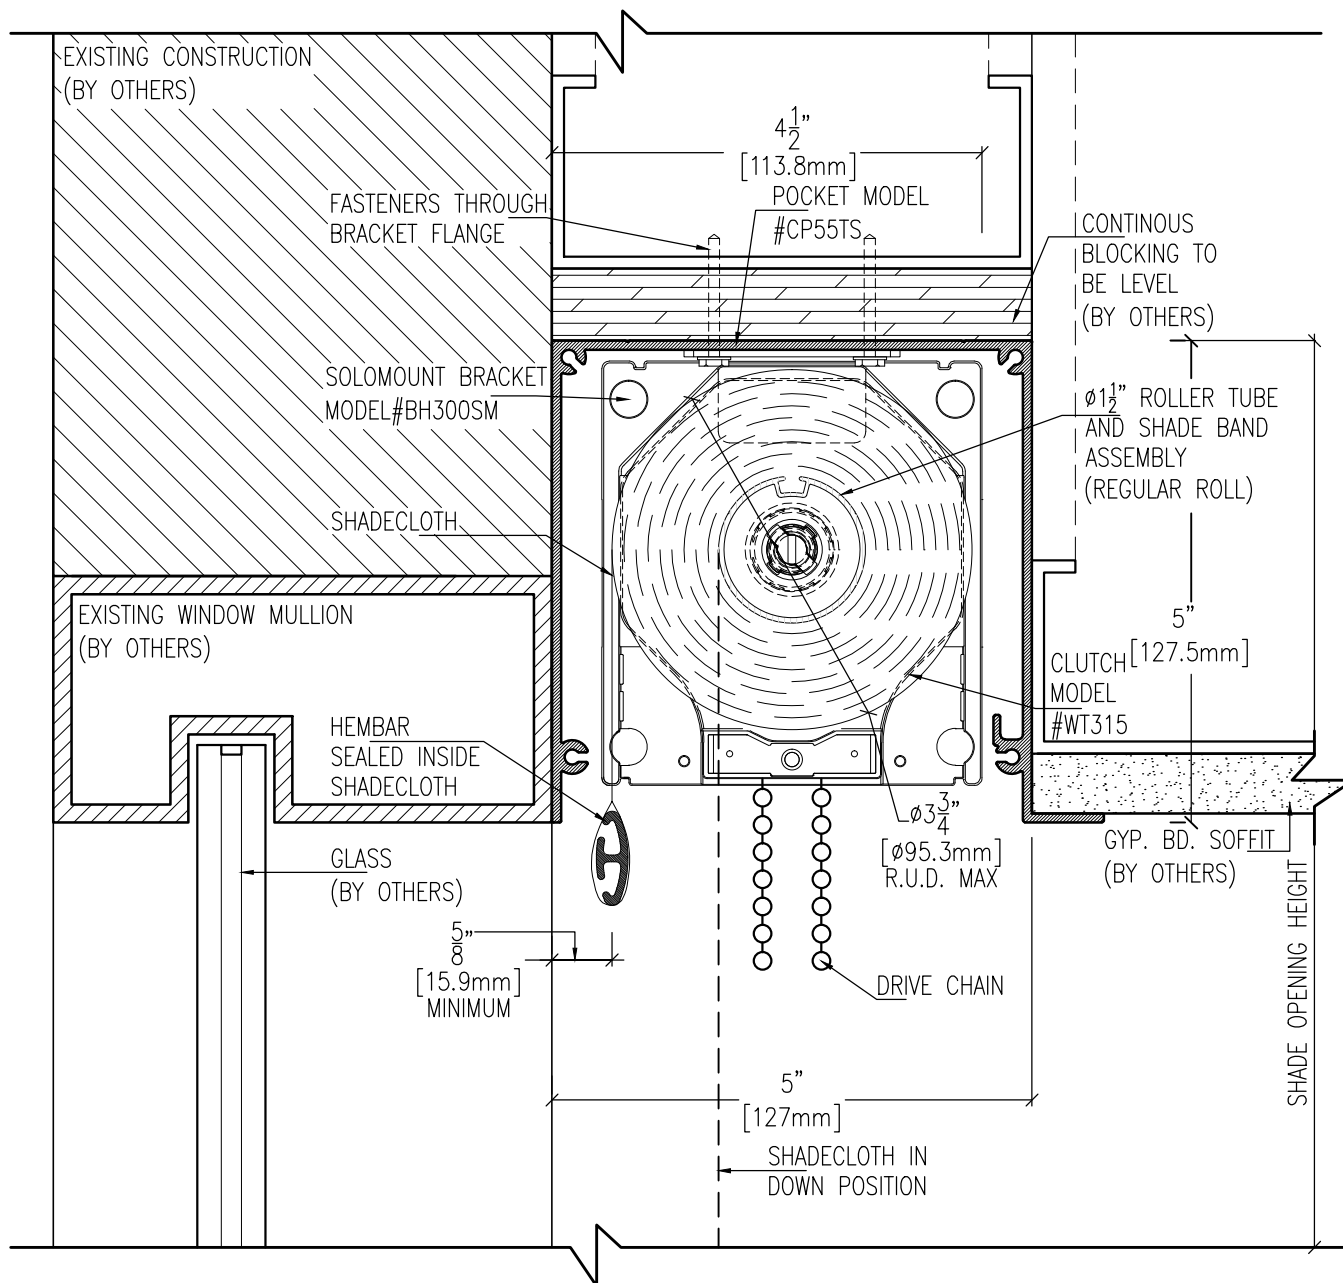 EXISTING CONSTRUCTION
(BY OTHERS)
4 1/2"
[113.8mm]
FASTENERS THROUGH
BRACKET FLANGE
POCKET MODEL
#CP55TS
CONTINOUS
BLOCKING TO
BE LEVEL
(BY OTHERS)
SOLOMOUNT BRACKET
MODEL#BH300SM
ø1 1/2" ROLLER TUBE
AND SHADE BAND
ASSEMBLY
(REGULAR ROLL)
SHADECLOTH
EXISTING WINDOW MULLION
(BY OTHERS)
5"
[127.5mm]
CLUTCH
MODEL
#WT315
HEMBAR
SEALED INSIDE
SHADECLOTH
ø3 3/4"
[ø95.3mm]
R.U.D. MAX
GYP. BD. SOFFIT
(BY OTHERS)
GLASS
(BY OTHERS)
5/8"
[15.9mm]
MINIMUM
DRIVE CHAIN
SHADE OPENING HEIGHT
5"
[127mm]
SHADECLOTH IN
DOWN POSITION